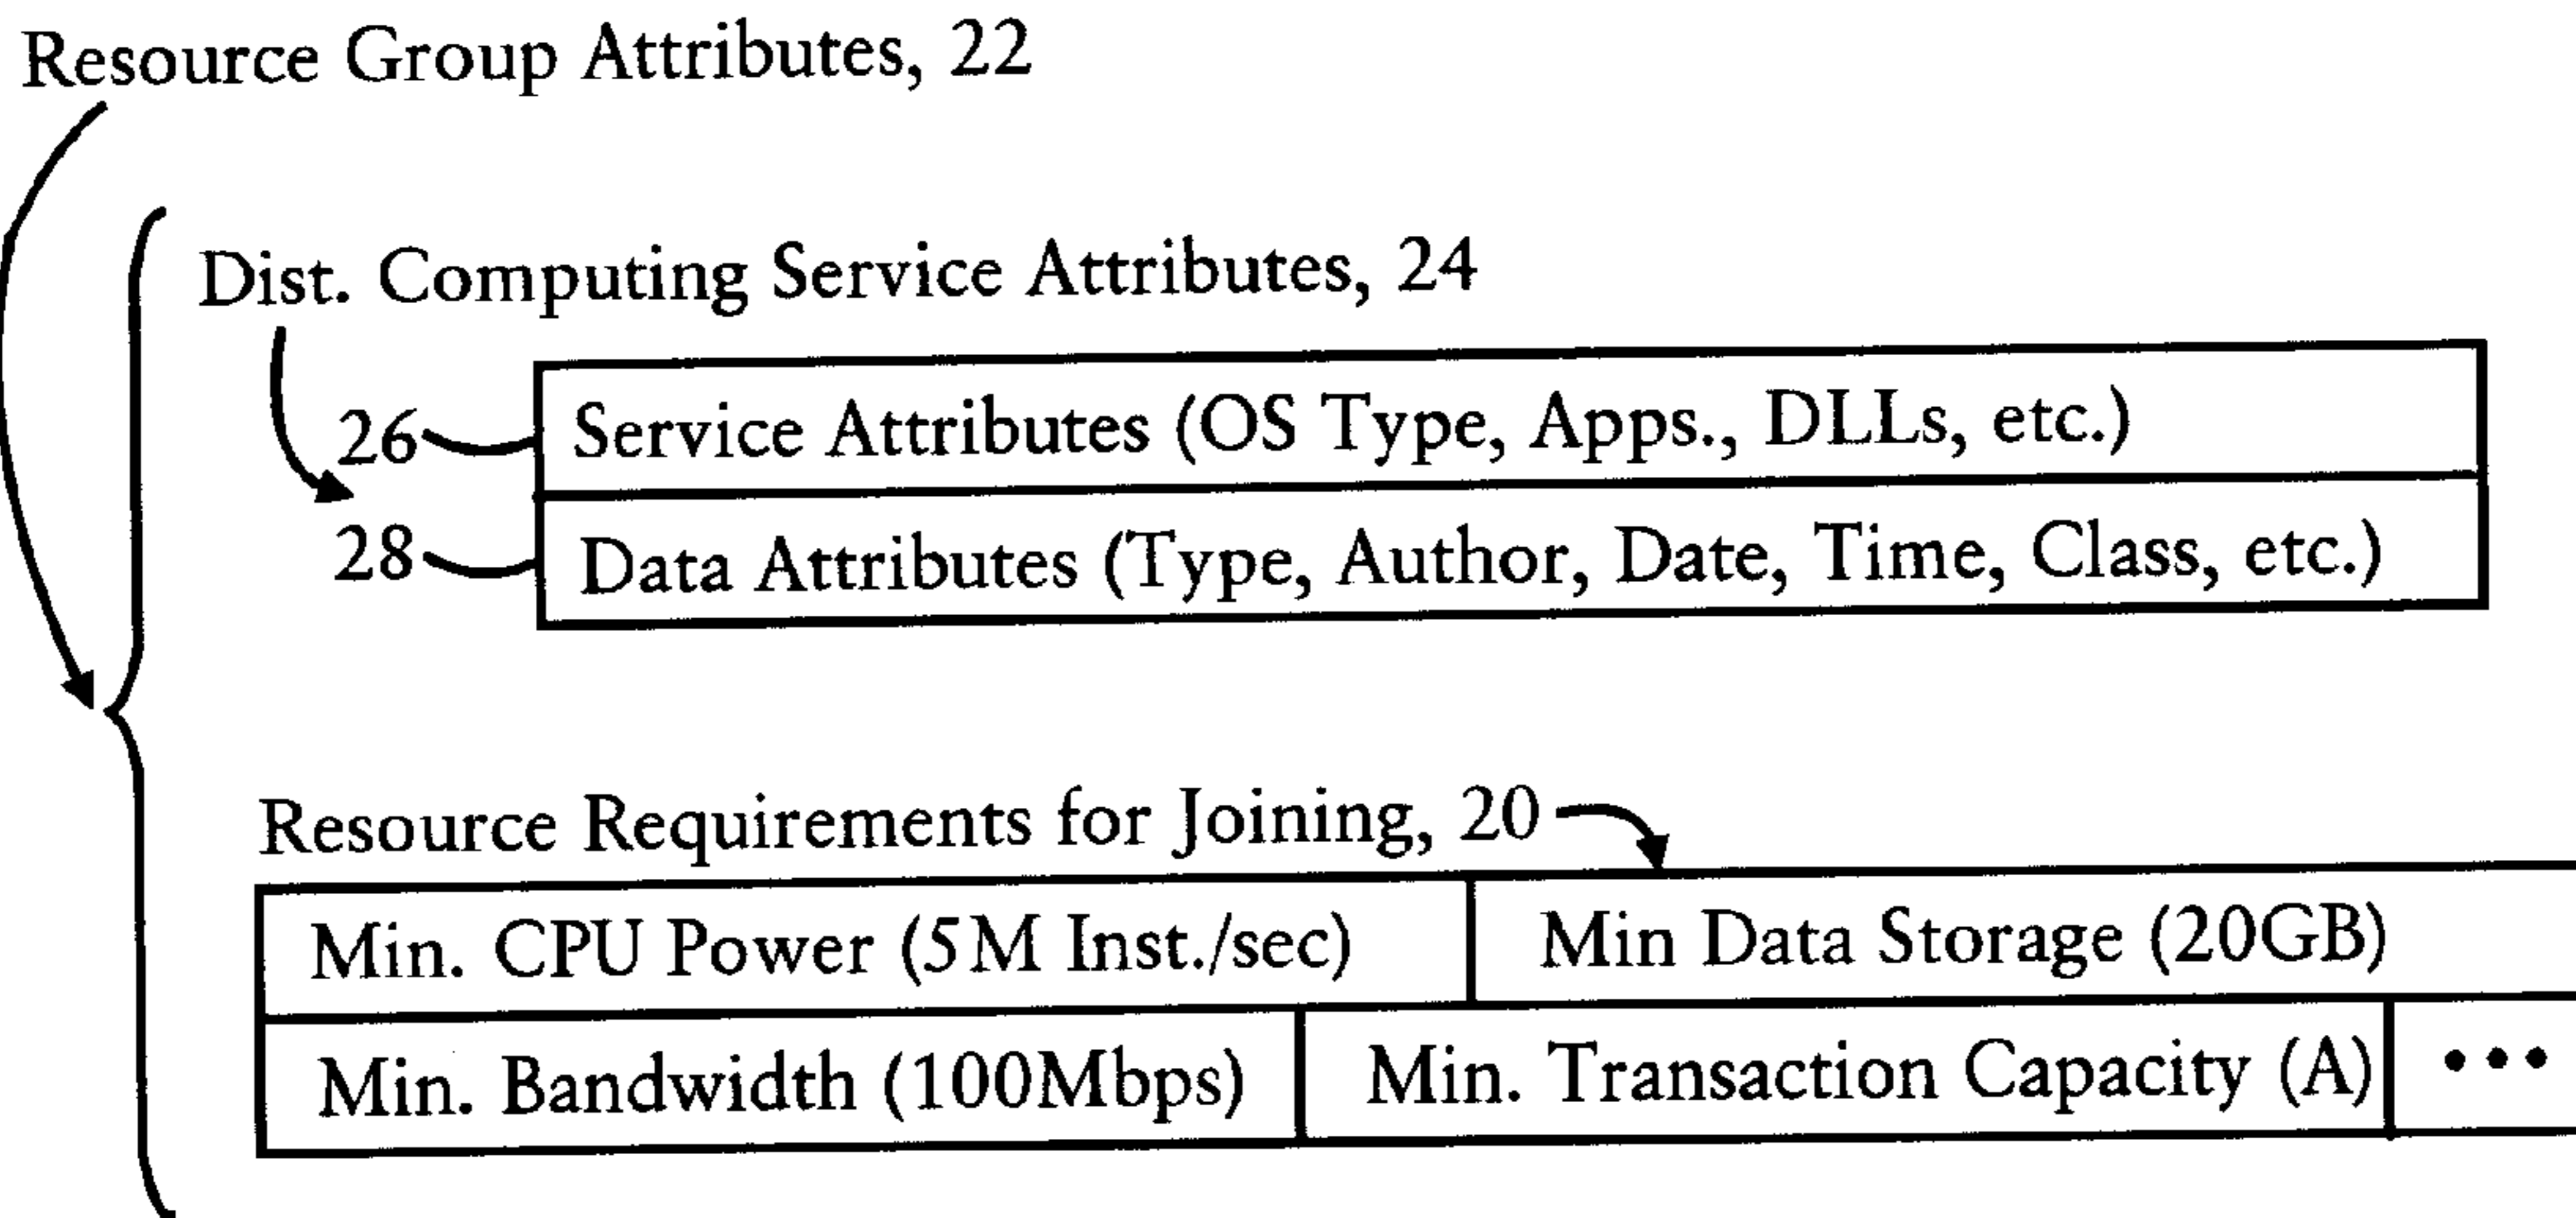 Resource Group Attributes, 22
Dist. Computing Service Attributes, 24
26 Service Attributes (OS Type, Apps., DLLs, etc.)
28 Data Attributes (Type, Author, Date, Time, Class, etc.)
Resource Requirements for Joining, 20
Min. CPU Power (5M Inst./sec) Min Data Storage (20GB)
Min. Bandwidth (100Mbps) Min. Transaction Capacity (A) •••